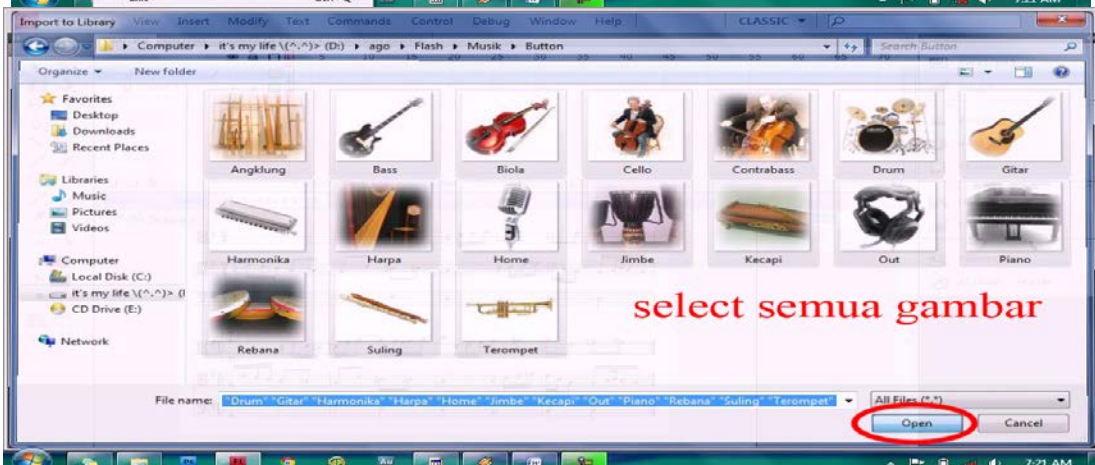 7:21 AM
Import to Library View Insert Modify Text Commands Control Debug Window Help CLASSIC
Computer it's my life \(^.^)> (D:) ago Flash Musik Button Search Button
Organize New folder
Favorites
Desktop
Downloads
Recent Places
Libraries
Music
Pictures
Videos
Computer
Local Disk (C:)
it's my life \(^.^)> (I
CD Drive (E:)
Network
Angklung Bass Biola Cello Contrabass Drum Gitar
Harmonika Harpa Home Jimbe Kecapi Out Piano
select semua gambar
Rebana Suling Terompet
File name: "Drum" "Gitar" "Harmonika" "Harpa" "Home" "Jimbe" "Kecapi" "Out" "Piano" "Rebana" "Suling" "Terompet" All Files (*.*)
Open Cancel
7:21 AM